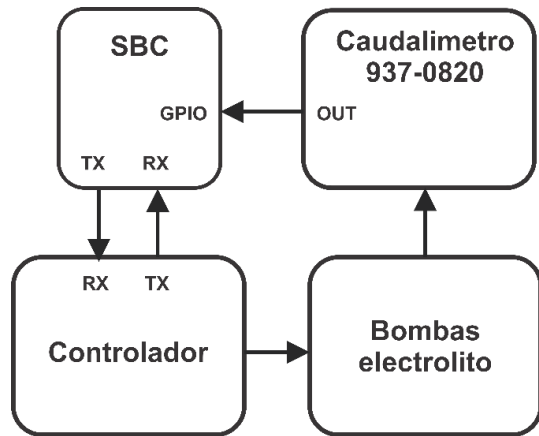 SBC
GPIO
TX RX
Caudalimetro
937-0820
OUT
RX TX
Controlador
Bombas
electrolito